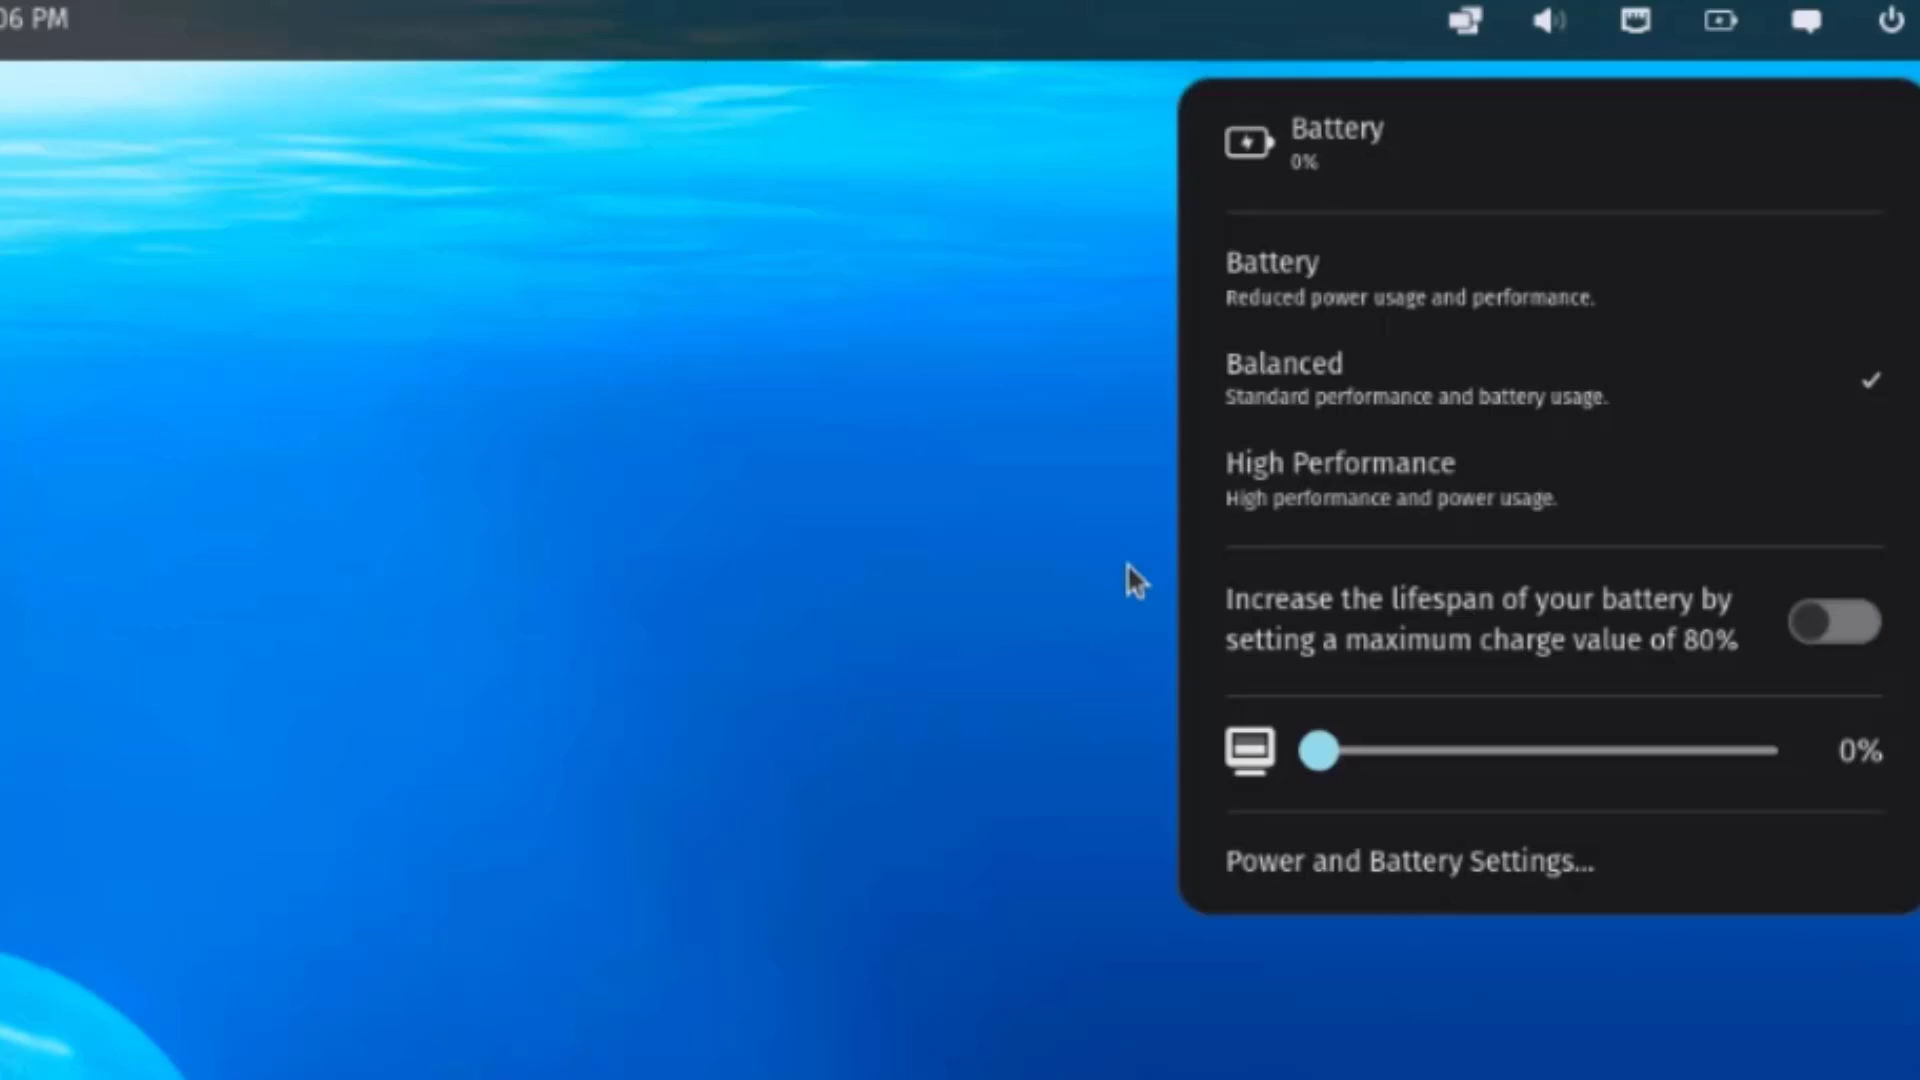 06 PM
Battery
0%
Battery
Reduced power usage and performance.
Balanced
Standard performance and battery usage.
High Performance
High performance and power usage.
Increase the lifespan of your battery by
setting a maximum charge value of 80%
0%
Power and Battery Settings...